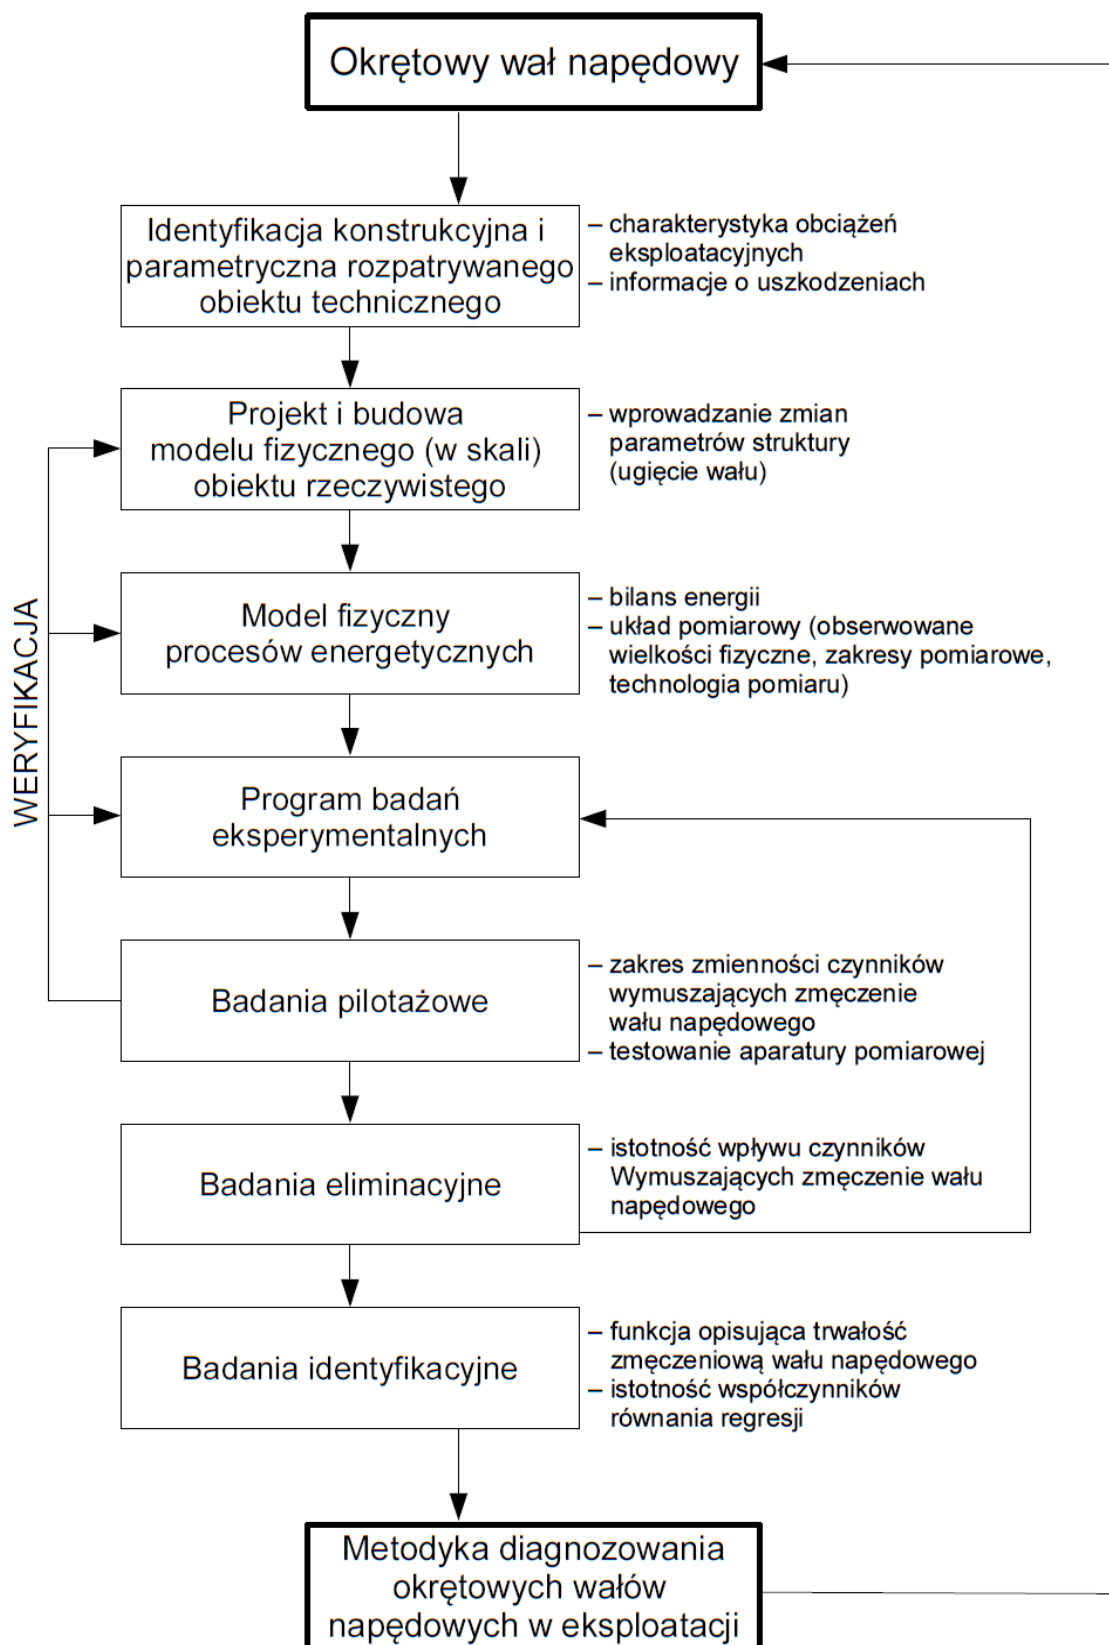 Okrętowy wał napędowy
Identyfikacja konstrukcyjna i
parametryczna rozpatrywanego
obiektu technicznego
– charakterystyka obciążeń
eksploatacyjnych
– informacje o uszkodzeniach
Projekt i budowa
modelu fizycznego (w skali)
obiektu rzeczywistego
– wprowadzanie zmian
parametrów struktury
(ugięcie wału)
WERYFIKACJA
Model fizyczny
procesów energetycznych
– bilans energii
– układ pomiarowy (obserwowane
wielkości fizyczne, zakresy pomiarowe,
technologia pomiaru)
Program badań
eksperymentalnych
Badania pilotażowe
– zakres zmienności czynników
wymuszających zmęczenie
wału napędowego
– testowanie aparatury pomiarowej
Badania eliminacyjne
– istotność wpływu czynników
Wymuszających zmęczenie wału
napędowego
Badania identyfikacyjne
– funkcja opisująca trwałość
zmęczeniową wału napędowego
– istotność współczynników
równania regresji
Metodyka diagnozowania
okrętowych wałów
napędowych w eksploatacji